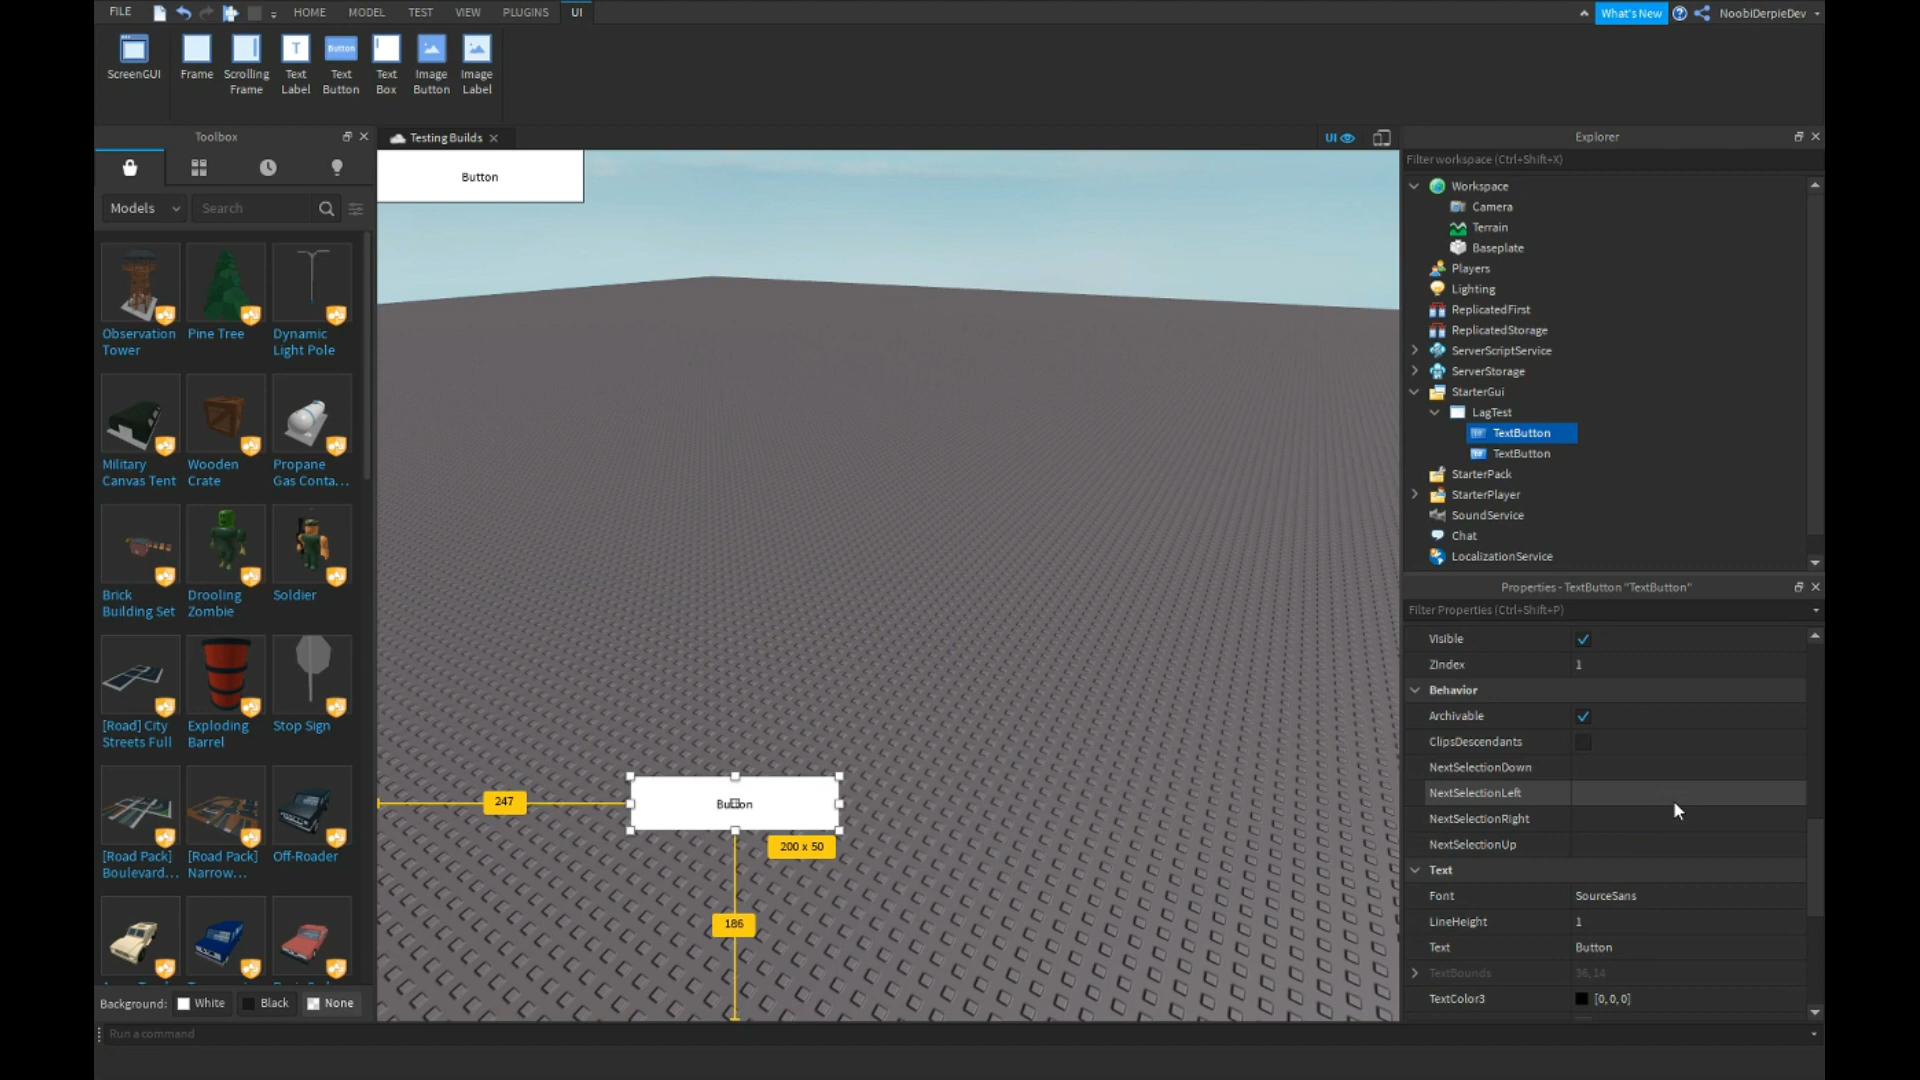 FILE HOME MODEL TEST VIEW PLUGINS UI What's New NoobiDerpieDev
ScreenGUI
Frame
Scrolling
Frame
Text
Label
Button
Text
Button
Text
Box
Image
Button
Image
Label
Toolbox
Models
Search
Observation
Tower
Pine Tree
Dynamic
Light Pole
Military
Canvas Tent
Wooden
Crate
Propane
Gas Conta...
Brick
Building Set
Drooling
Zombie
Soldier
[Road] City
Streets Full
Exploding
Barrel
Stop Sign
[Road Pack]
Boulevard...
[Road Pack]
Narrow...
Off-Roader
Background: White Black None
Run a command
Testing Builds
UI
Button
247
Button
200 x 50
186
Explorer
Filter workspace (Ctrl+Shift+X)
Workspace
Camera
Terrain
Baseplate
Players
Lighting
ReplicatedFirst
ReplicatedStorage
ServerScriptService
ServerStorage
StarterGui
LagTest
TextButton
TextButton
StarterPack
StarterPlayer
SoundService
Chat
LocalizationService
Properties - TextButton "TextButton"
Filter Properties (Ctrl+Shift+P)
Visible
ZIndex 1
Behavior
Archivable
ClipsDescendants
NextSelectionDown
NextSelectionLeft
NextSelectionRight
NextSelectionUp
Text
Font SourceSans
LineHeight 1
Text Button
TextBounds 36, 14
TextColor3 [0,0,0]